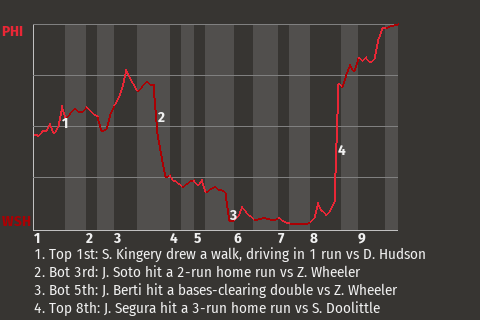 PHI
1
2
4
WSH
3
1 2 3 4 5 6 7 8 9
1. Top 1st: S. Kingery drew a walk, driving in 1 run vs D. Hudson
2. Bot 3rd: J. Soto hit a 2-run home run vs Z. Wheeler
3. Bot 5th: J. Berti hit a bases-clearing double vs Z. Wheeler
4. Top 8th: J. Segura hit a 3-run home run vs S. Doolittle